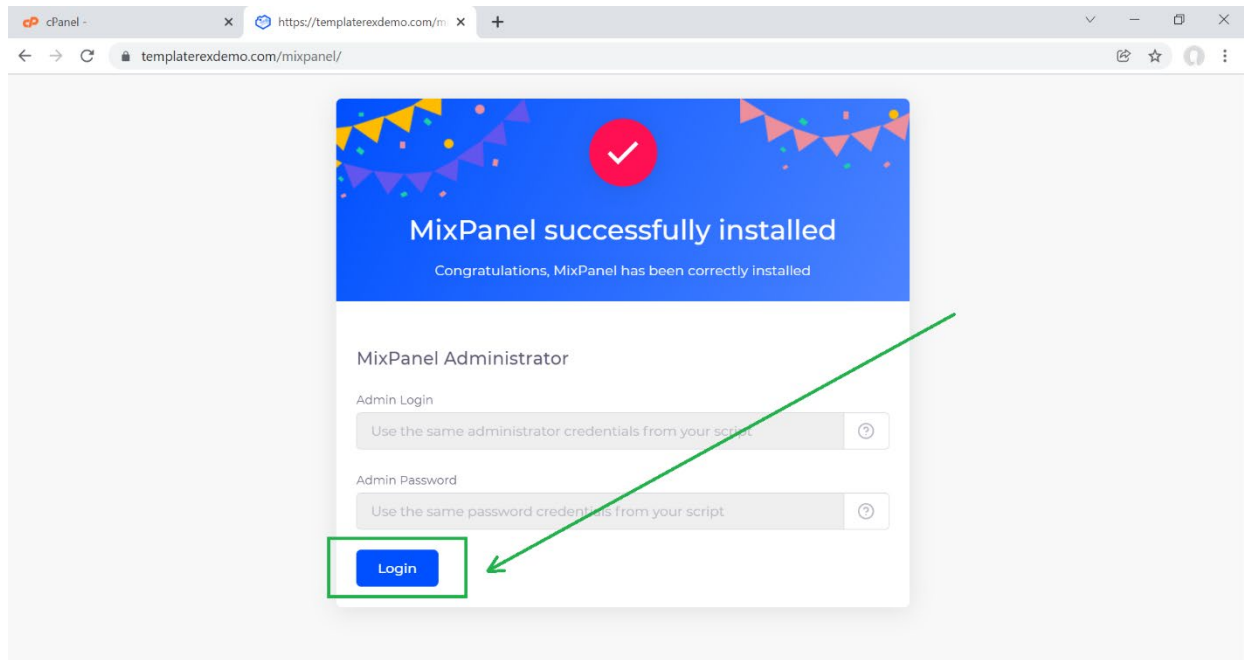 cPanel -
https://templaterexdemo.com/m
templaterexdemo.com/mixpanel/
MixPanel successfully installed
Congratulations, MixPanel has been correctly installed
MixPanel Administrator
Admin Login
Use the same administrator credentials from your script
Admin Password
Use the same password credentials from your script
Login